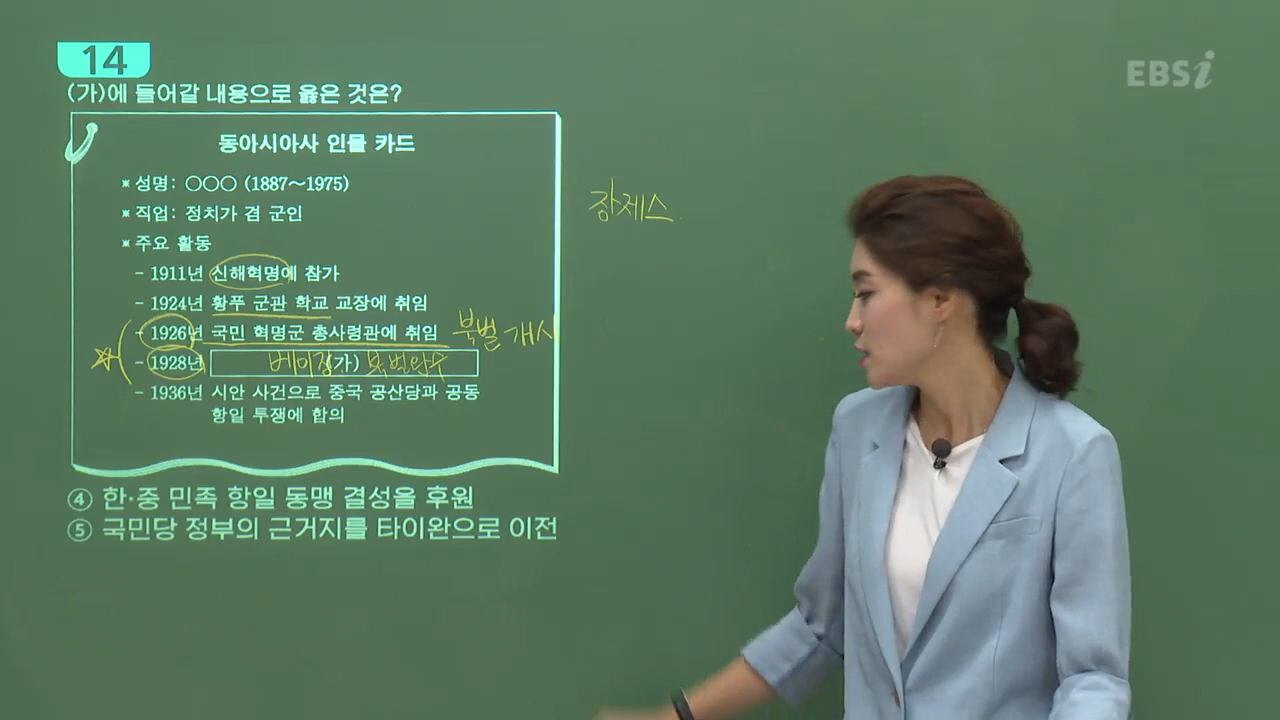 14
EBSi
(가)에 들어갈 내용으로 옳은 것은?
동아시아사 인물 카드
* 성명: ○○○ (1887~1975)
장제스.
* 직업: 정치가 겸 군인
* 주요 활동
- 1911년 신해혁명에 참가
- 1924년 황푸 군관 학교 교장에 취임
- 1926년 국민 혁명군 총사령관에 취임 북벌 개시
- 1928년 베이징(가) 북벌완수
- 1936년 시안 사건으로 중국 공산당과 공동
항일 투쟁에 합의
④ 한·중 민족 항일 동맹 결성을 후원
⑤ 국민당 정부의 근거지를 타이완으로 이전